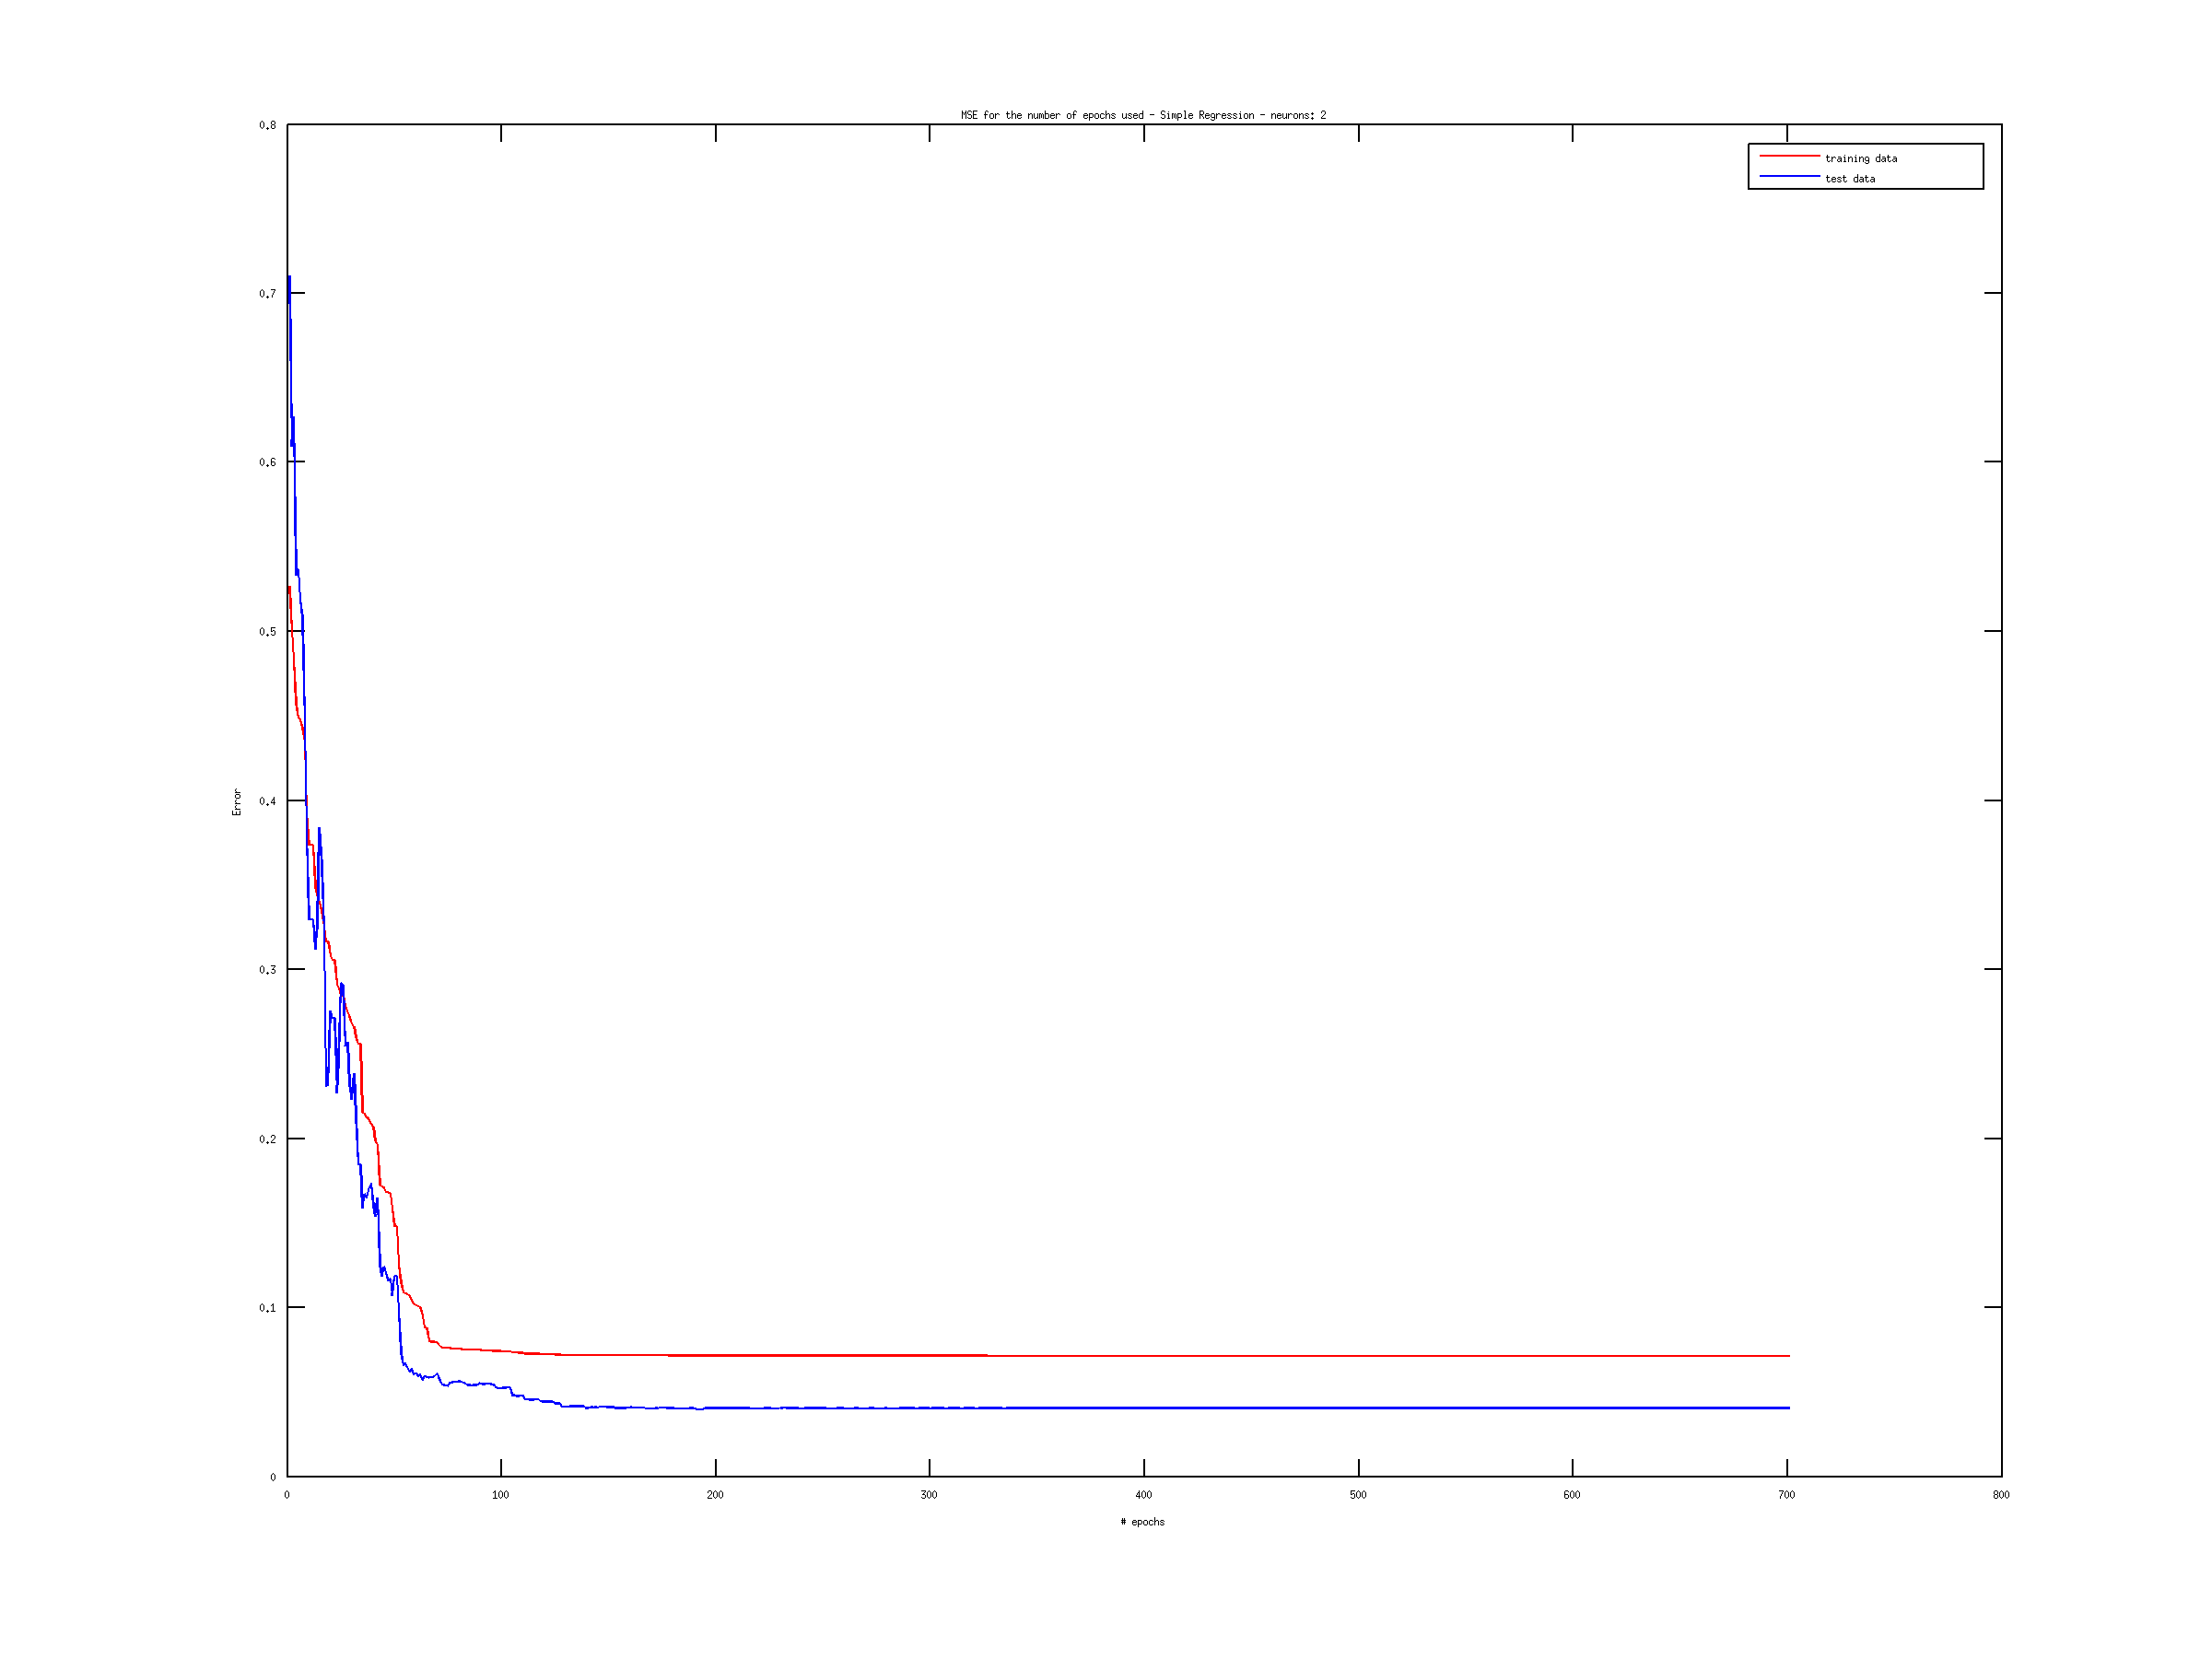 MSE for the number of epochs used - Simple Regression - neurons: 2
training data
test data
0.8
0.7
0.6
0.5
0.4
0.3
0.2
0.1
0
Error
0 100 200 300 400 500 600 700 800
# epochs